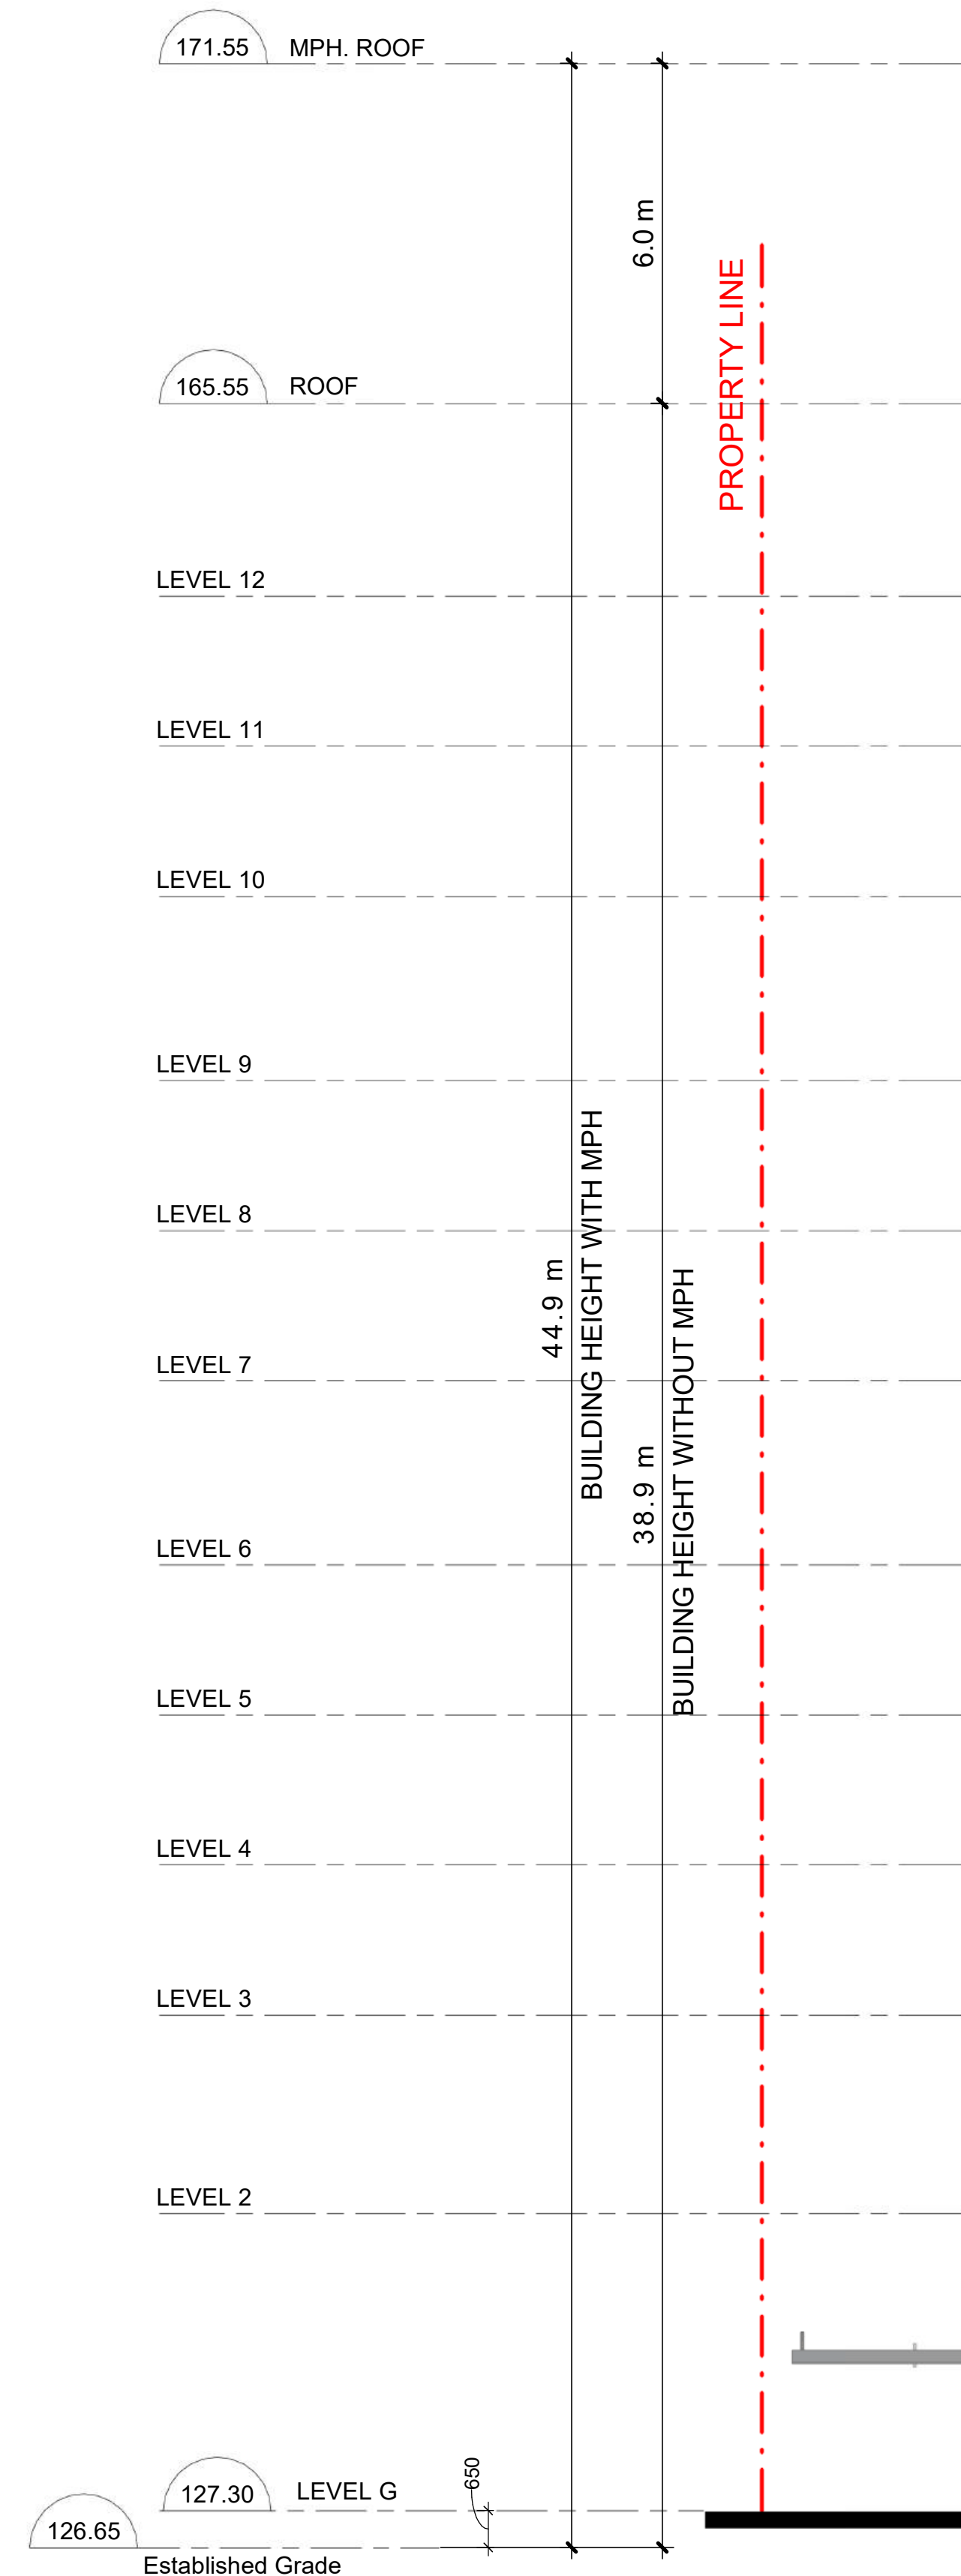 171.55 MPH. ROOF
6.0 m
PROPERTY LINE
165.55 ROOF
LEVEL 12
LEVEL 11
LEVEL 10
LEVEL 9
LEVEL 8
44.9 m
BUILDING HEIGHT WITH MPH
LEVEL 7
38.9 m
BUILDING HEIGHT WITHOUT MPH
LEVEL 6
LEVEL 5
LEVEL 4
LEVEL 3
LEVEL 2
127.30 LEVEL G
650
126.65
Established Grade